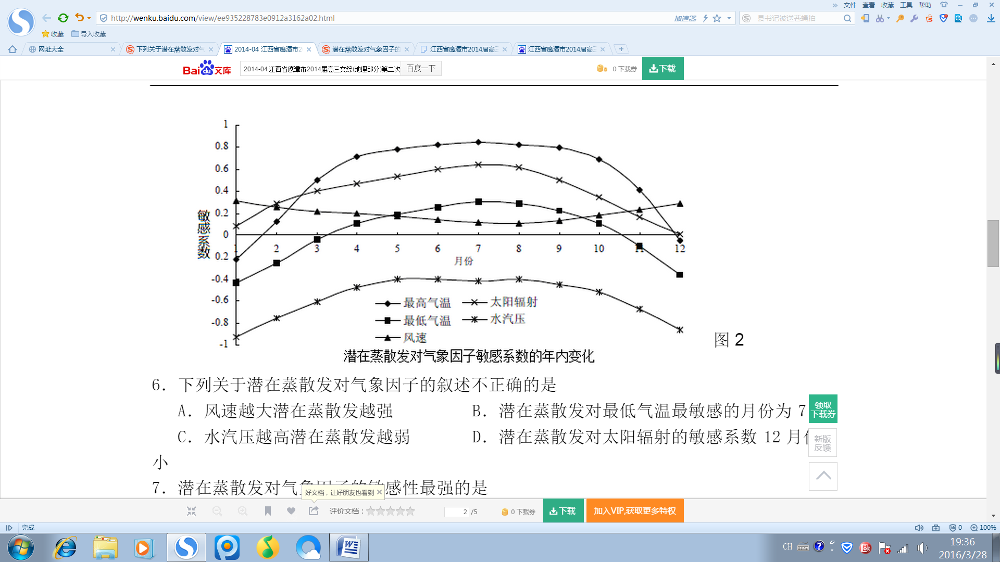 » 文件 查看 收藏 工具 帮助
http://wenku.baidu.com/view/ee935228783e0912a3162a02.html 加速器 县书记被送苍蝇拍
收藏 导入收藏
网址大全 下列关于潜在蒸散发对气 2014-04 江西省鹰潭市2 潜在蒸散发对气象因子的 江西省鹰潭市2014届高三 江西省鹰潭市2014届高三
Bai du 文库 2014-04 江西省鹰潭市2014届高三文综(地理部分)第二次 百度一下 0 下载券 下载
1
0.8
0.6
0.4
0.2
0
0.2
-0.4
-0.6
-0.8
-1
敏感系数
1 2 3 4 5 6 7 8 9 10 11 12
月份
最高气温 太阳辐射
最低气温 水汽压
风速
图 2
潜在蒸散发对气象因子敏感系数的年内变化
6. 下列关于潜在蒸散发对气象因子的叙述不正确的是
A. 风速越大潜在蒸散发越强 B. 潜在蒸散发对最低气温最敏感的月份为 7
C. 水汽压越高潜在蒸散发越弱 D. 潜在蒸散发对太阳辐射的敏感系数 12 月份
小
7. 潜在蒸散发对气象因子的敏感性最强的是
领取
下载券
新版
反馈
好文档，让好朋友也看到
评价文档： 2 /5 0 下载券 下载 加入VIP,获取更多特权
完成 0 100%
CH 19:36
2016/3/28